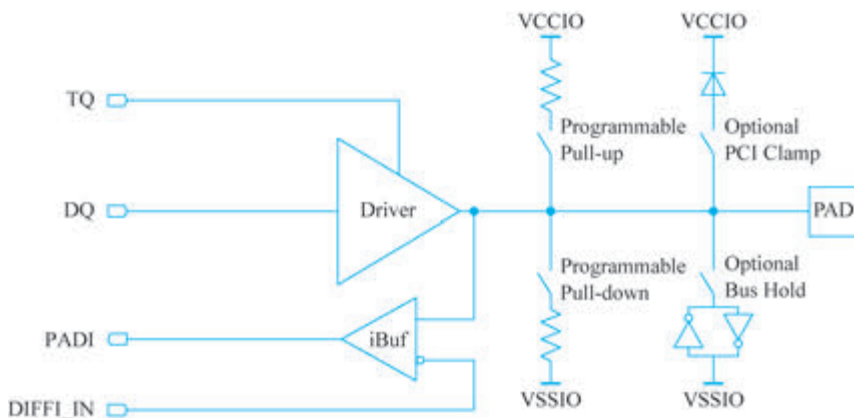 VCCIO
VCCIO
TQ
Programmable
Pull-up
Optional
PCI Clamp
DQ
Driver
PAD
Programmable
Pull-down
Optional
Bus Hold
PADI
iBuf
DIFFI_IN
VSSIO
VSSIO